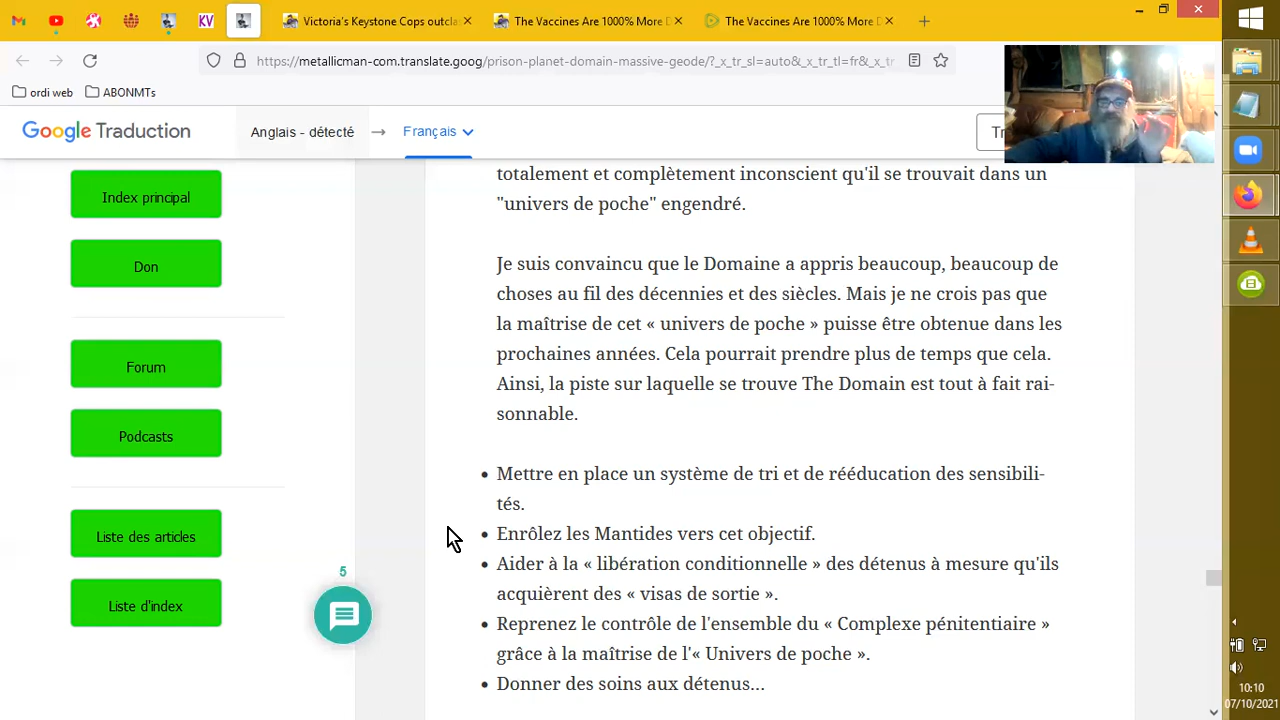 Victoria's Keystone Cops outcla
The Vaccines Are 1000% More D
The Vaccines Are 1000% More D
KV
https://metallicman-com.translate.goog/prison-planet-domain-massive-geode/?_x_tr_sl=auto&_x_tr_tl=fr&_x_tr
ordi web
ABONMTs
Google Traduction
Anglais - détecté
Français
Tr
Index principal
Don
Forum
Podcasts
Liste des articles
Liste d'index
5
totalement et complètement inconscient qu'il se trouvait dans un
"univers de poche" engendré.
Je suis convaincu que le Domaine a appris beaucoup, beaucoup de
choses au fil des décennies et des siècles. Mais je ne crois pas que
la maîtrise de cet « univers de poche » puisse être obtenue dans les
prochaines années. Cela pourrait prendre plus de temps que cela.
Ainsi, la piste sur laquelle se trouve The Domain est tout à fait rai-
sonnable.
• Mettre en place un système de tri et de rééducation des sensibili-
tés.
• Enrôlez les Mantides vers cet objectif.
• Aider à la « libération conditionnelle » des détenus à mesure qu'ils
acquièrent des « visas de sortie ».
• Reprenez le contrôle de l'ensemble du « Complexe pénitentiaire »
grâce à la maîtrise de l'« Univers de poche ».
• Donner des soins aux détenus...
10:10
07/10/2021